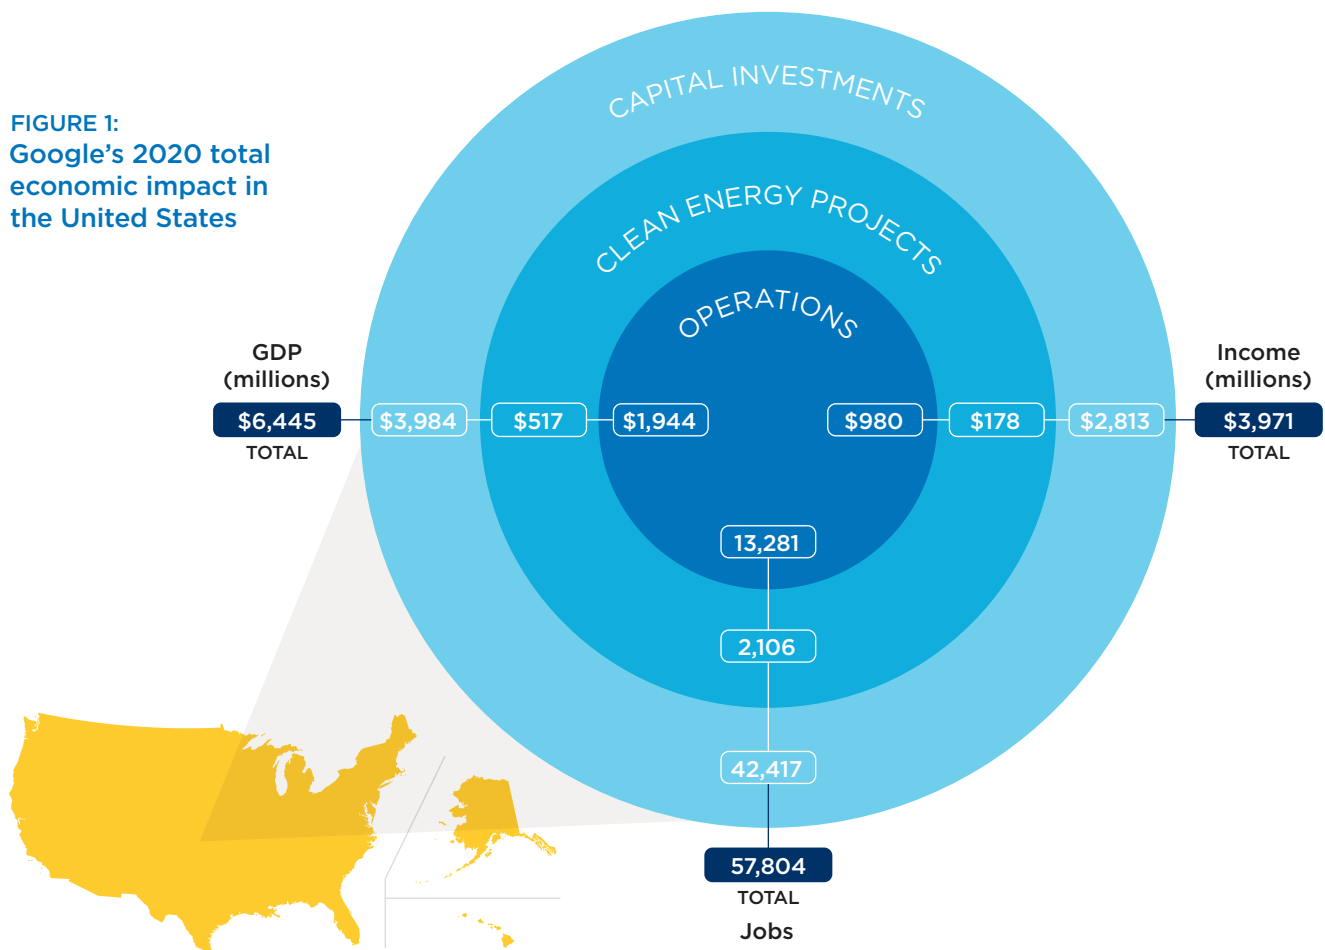 FIGURE 1:
Google’s 2020 total
economic impact in
the United States
CAPITAL INVESTMENTS
CLEAN ENERGY PROJECTS
OPERATIONS
GDP
(millions)
$6,445
TOTAL
$3,984
$517
$1,944
$980
$178
$2,813
Income
(millions)
$3,971
TOTAL
13,281
2,106
42,417
57,804
TOTAL
Jobs